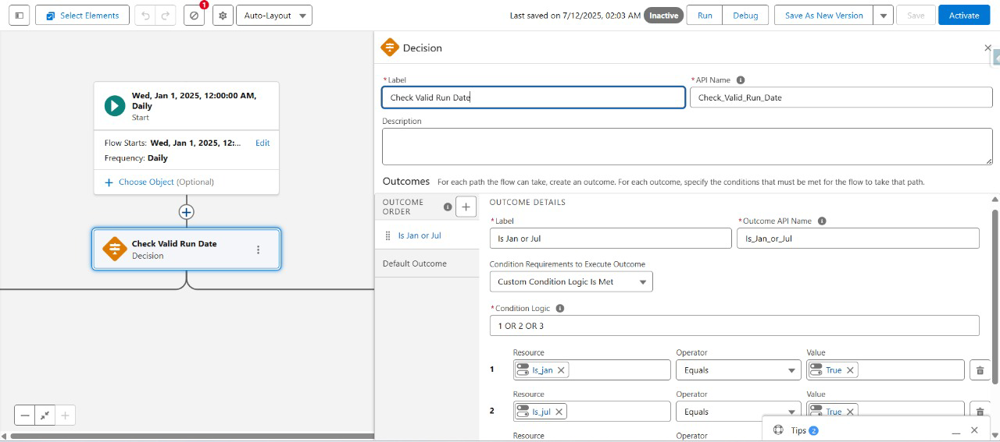 Select Elements
1
Auto-Layout
Last saved on 7/12/2025, 02:03 AM
Inactive
Run
Debug
Save As New Version
Save
Activate
Wed, Jan 1, 2025, 12:00:00 AM,
Daily
Start
Flow Starts: Wed, Jan 1, 2025, 12:...
Edit
Frequency: Daily
Choose Object (Optional)
Check Valid Run Date
Decision
Decision
* Label
Check Valid Run Date
* API Name
Check_Valid_Run_Date
Description
Outcomes
For each path the flow can take, create an outcome. For each outcome, specify the conditions that must be met for the flow to take that path.
OUTCOME
ORDER
Is Jan or Jul
Default Outcome
OUTCOME DETAILS
* Label
Is Jan or Jul
* Outcome API Name
Is_Jan_or_Jul
Condition Requirements to Execute Outcome
Custom Condition Logic Is Met
* Condition Logic
1 OR 2 OR 3
Resource
Operator
Value
1
Is_jan
Equals
True
Resource
Operator
Value
2
Is_jul
Equals
True
Resource
Operator
Tips 2